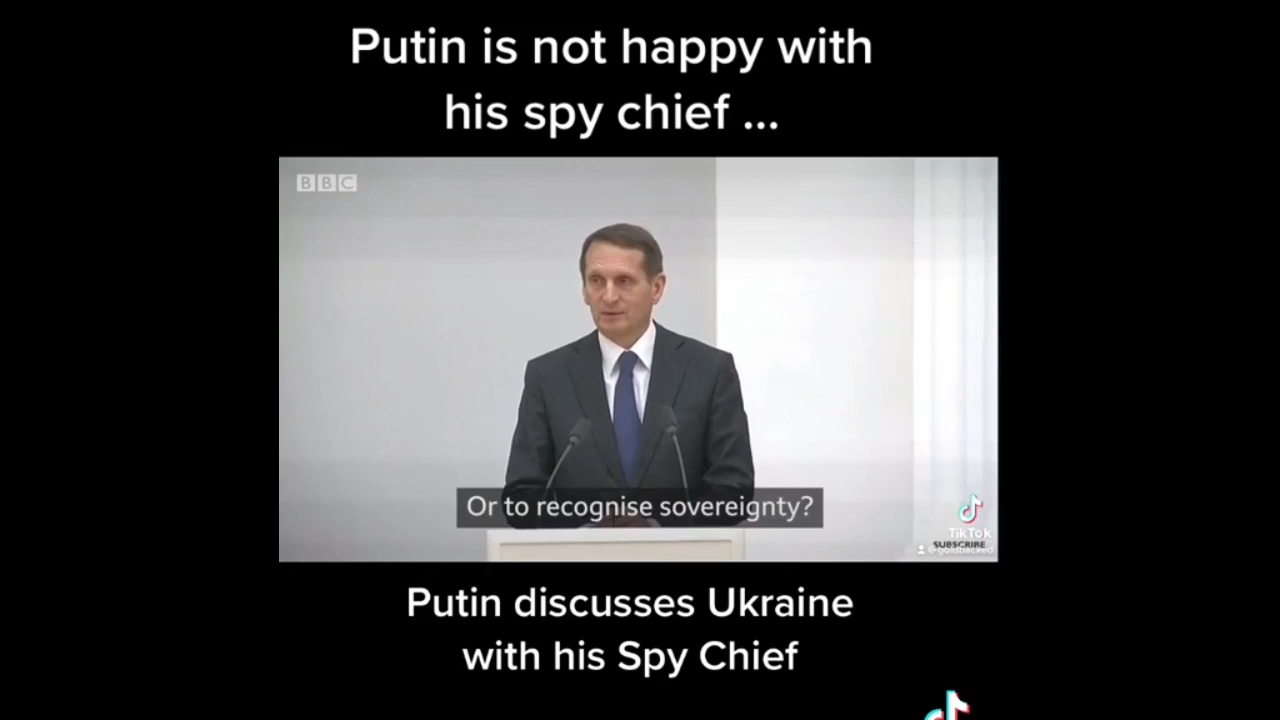 Putin is not happy with
his spy chief ...
BBC
Or to recognise sovereignty?
TikTok
SUBSCRIBE
@goldbacked
Putin discusses Ukraine
with his Spy Chief